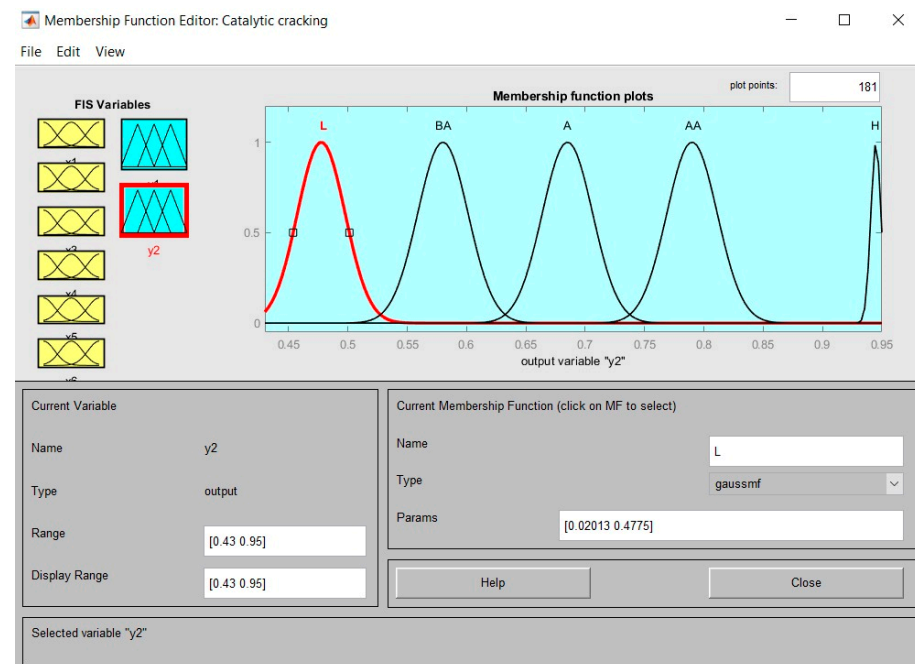 Membership Function Editor: Catalytic cracking
File Edit View
FIS Variables
Membership function plots
plot points:
181
y2
L
BA
A
AA
H
1
0.5
0
0.45 0.5 0.55 0.6 0.65 0.7 0.75 0.8 0.85 0.9 0.95
output variable "y2"
Current Variable
Name y2
Type output
Range [0.43 0.95]
Display Range [0.43 0.95]
Current Membership Function (click on MF to select)
Name L
Type gaussmf
Params [0.02013 0.4775]
Help Close
Selected variable "y2"